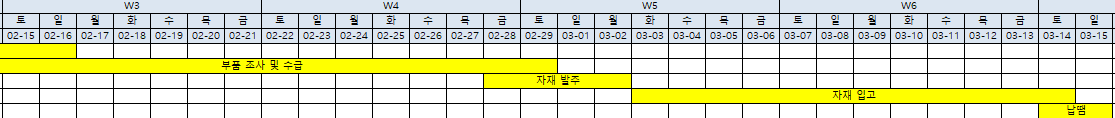 W3 W4 W5 W6
토 일 월 화 수 목 금 토 일 월 화 수 목 금 토 일 월 화 수 목 금 토 일 월 화 수 목 금 토 일
02-15 02-16 02-17 02-18 02-19 02-20 02-21 02-22 02-23 02-24 02-25 02-26 02-27 02-28 02-29 03-01 03-02 03-03 03-04 03-05 03-06 03-07 03-08 03-09 03-10 03-11 03-12 03-13 03-14 03-15
부품 조사 및 수급
자재 발주
자재 입고
납땜